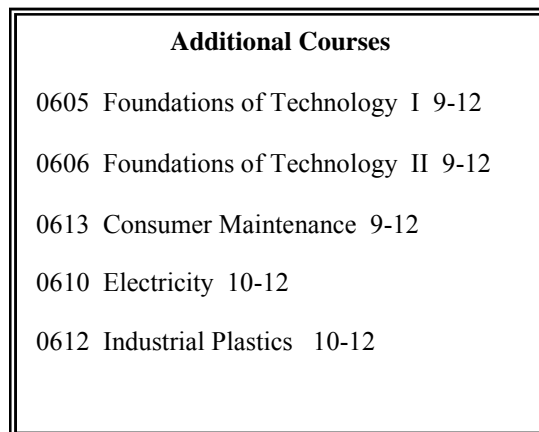 Additional Courses
0605 Foundations of Technology I 9-12
0606 Foundations of Technology II 9-12
0613 Consumer Maintenance 9-12
0610 Electricity 10-12
0612 Industrial Plastics 10-12